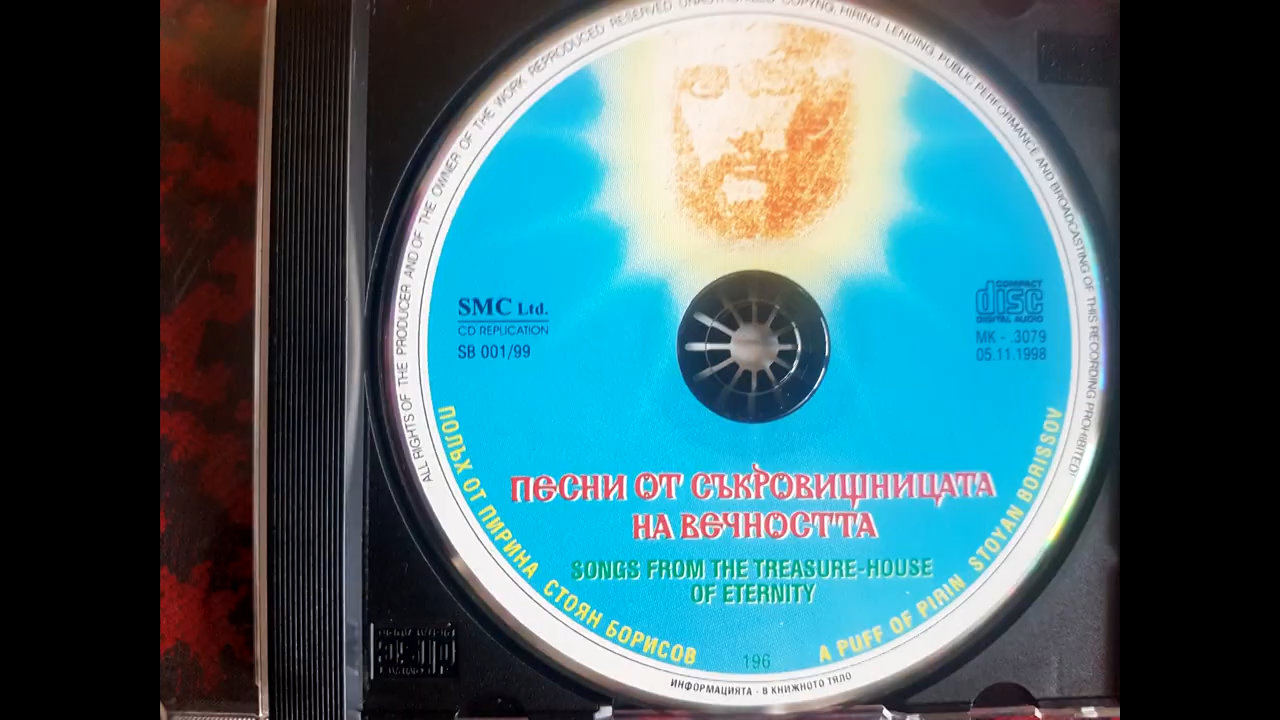 ALL RIGHTS OF THE PRODUCER AND OF THE OWNER OF THE WORK REPRODUCED RESERVED COPYNG, HIRING, LENDING, PUBLIC PERFORMANCE AND BROADCASTING OF THIS RECORDING PROHIBITED!
SMC Ltd.
CD REPLICATION
SB 001/99
COMPACT
disc
DIGITAL AUDIO
MK - .3079
05.11.1998
ПЕСНИ ОТ СЪКРОВИЩНИЦАТА
НА ВЕЧНОСТТА
SONGS FROM THE TREASURE-HOUSE
OF ETERNITY
ПОЛЪХ ОТ ПИРИНА СТОЯН БОРИСОВ
A PUFF OF PIRIN STOYAN BORISSOV
196
ИНФОРМАЦИЯТА - В КНИЖНОТО ТЯЛО